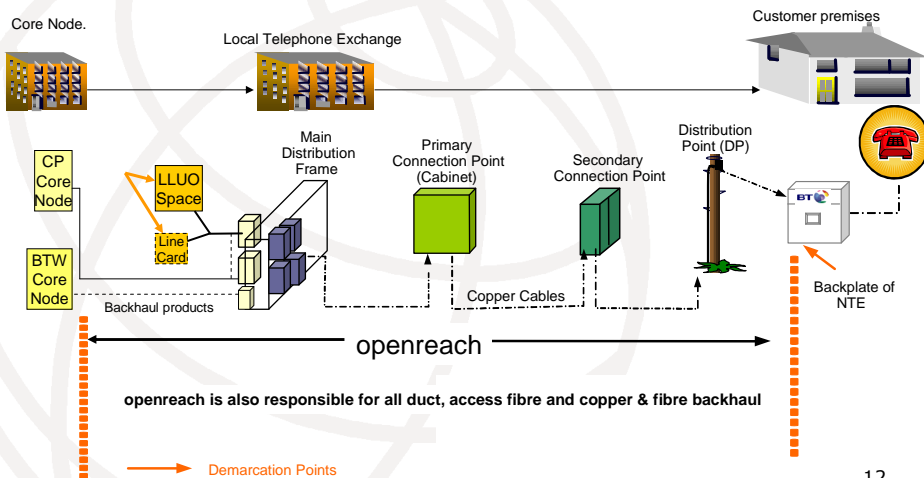 Core Node.
Local Telephone Exchange
Customer premises
CP
Core
Node
LLUO
Space
Line
Card
BTW
Core
Node
Backhaul products
Main
Distribution
Frame
Primary
Connection Point
(Cabinet)
Copper Cables
Secondary
Connection Point
Distribution
Point (DP)
BT
Backplate of
NTE
openreach
openreach is also responsible for all duct, access fibre and copper & fibre backhaul
Demarcation Points
12